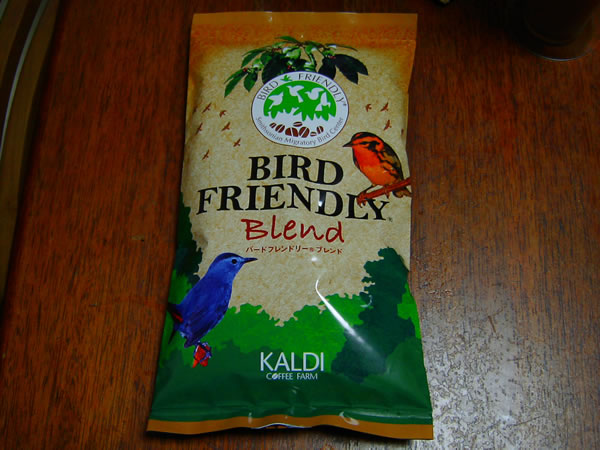 BIRD FRIENDLY®
Smithsonian Migratory Bird Center
BIRD
FRIENDLY®
Blend
バードフレンドリー®ブレンド
KALDI
COFFEE FARM